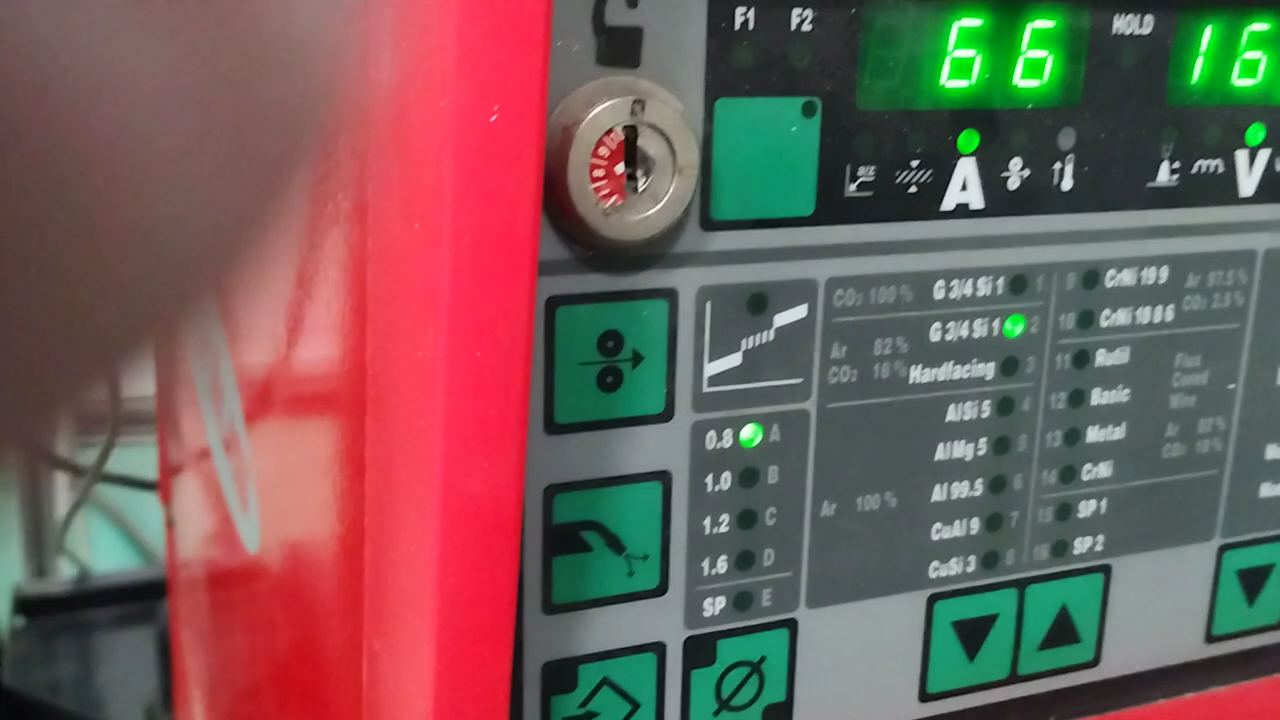 F1 F2 66 HOLD 16
A V
CO₂ 100% G 3/4 Si 1 1
Ar 82% G 3/4 Si 1 2
CO₂ 18% Hardfacing 3
AlSi 5 4
AlMg 5 5
Ar 100% Al 99.5 6
CuAl 9 7
CuSi 3 8
9 CrNi 19 9 Ar 97.5%
10 CrNi 18 8 6 CO₂ 2.5%
11 Rutil Flux
12 Basic Cored
Wire
13 Metal Ar 82%
14 CrNi CO₂ 18%
15 SP 1
16 SP 2
0.8 A
1.0 B
1.2 C
1.6 D
SP E